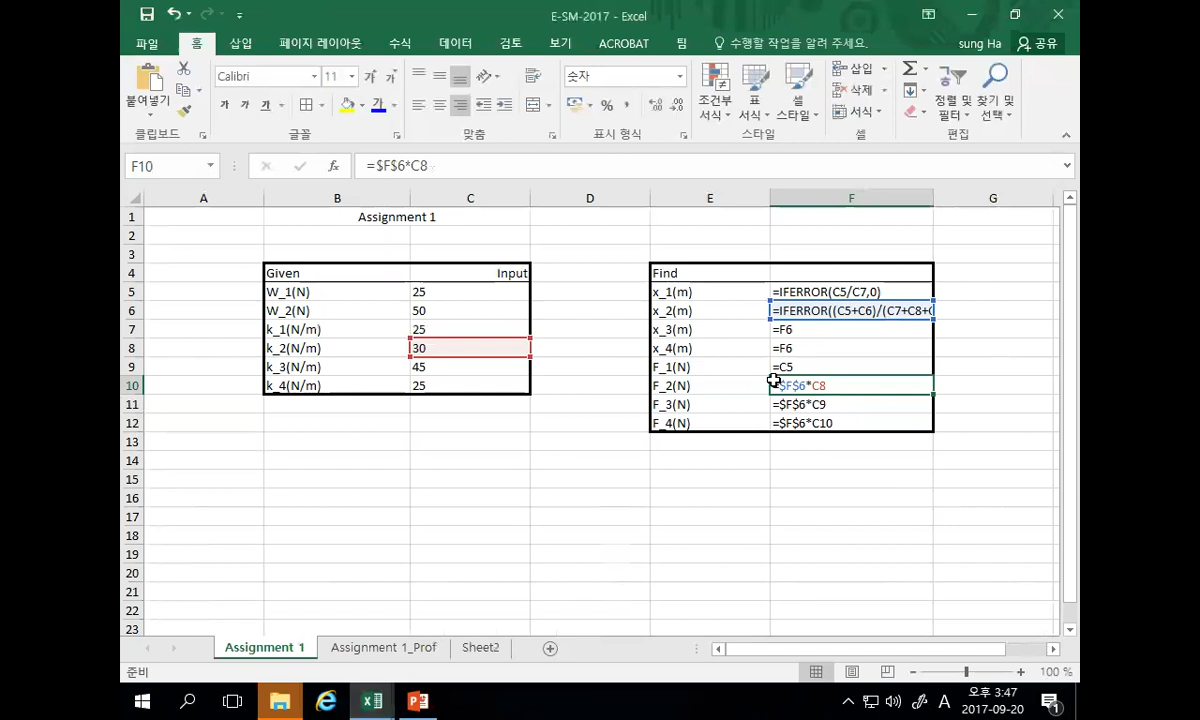 E-SM-2017 - Excel
파일 홈 삽입 페이지 레이아웃 수식 데이터 검토 보기 ACROBAT 팀 수행할 작업을 알려 주세요. sung Ha 공유
붙여넣기
클립보드
Calibri 11
가 가 가 가
글꼴
맞춤
숫자
표시 형식
조건부 서식
표 서식
셀 스타일
스타일
삽입
삭제
서식
셀
정렬 및 필터
찾기 및 선택
편집
F10 fx =$F$6*C8
A B C D E F G
1 Assignment 1
2
3
4 Given Input Find
5 W_1(N) 25 x_1(m) =IFERROR(C5/C7,0)
6 W_2(N) 50 x_2(m) =IFERROR((C5+C6)/(C7+C8+
7 k_1(N/m) 25 x_3(m) =F6
8 k_2(N/m) 30 x_4(m) =F6
9 k_3(N/m) 45 F_1(N) =C5
10 k_4(N/m) 25 F_2(N) =$F$6*C8
11 F_3(N) =$F$6*C9
12 F_4(N) =$F$6*C10
13
14
15
16
17
18
19
20
21
22
23
Assignment 1 Assignment 1_Prof Sheet2
준비 100 %
A 오후 3:47
2017-09-20 1